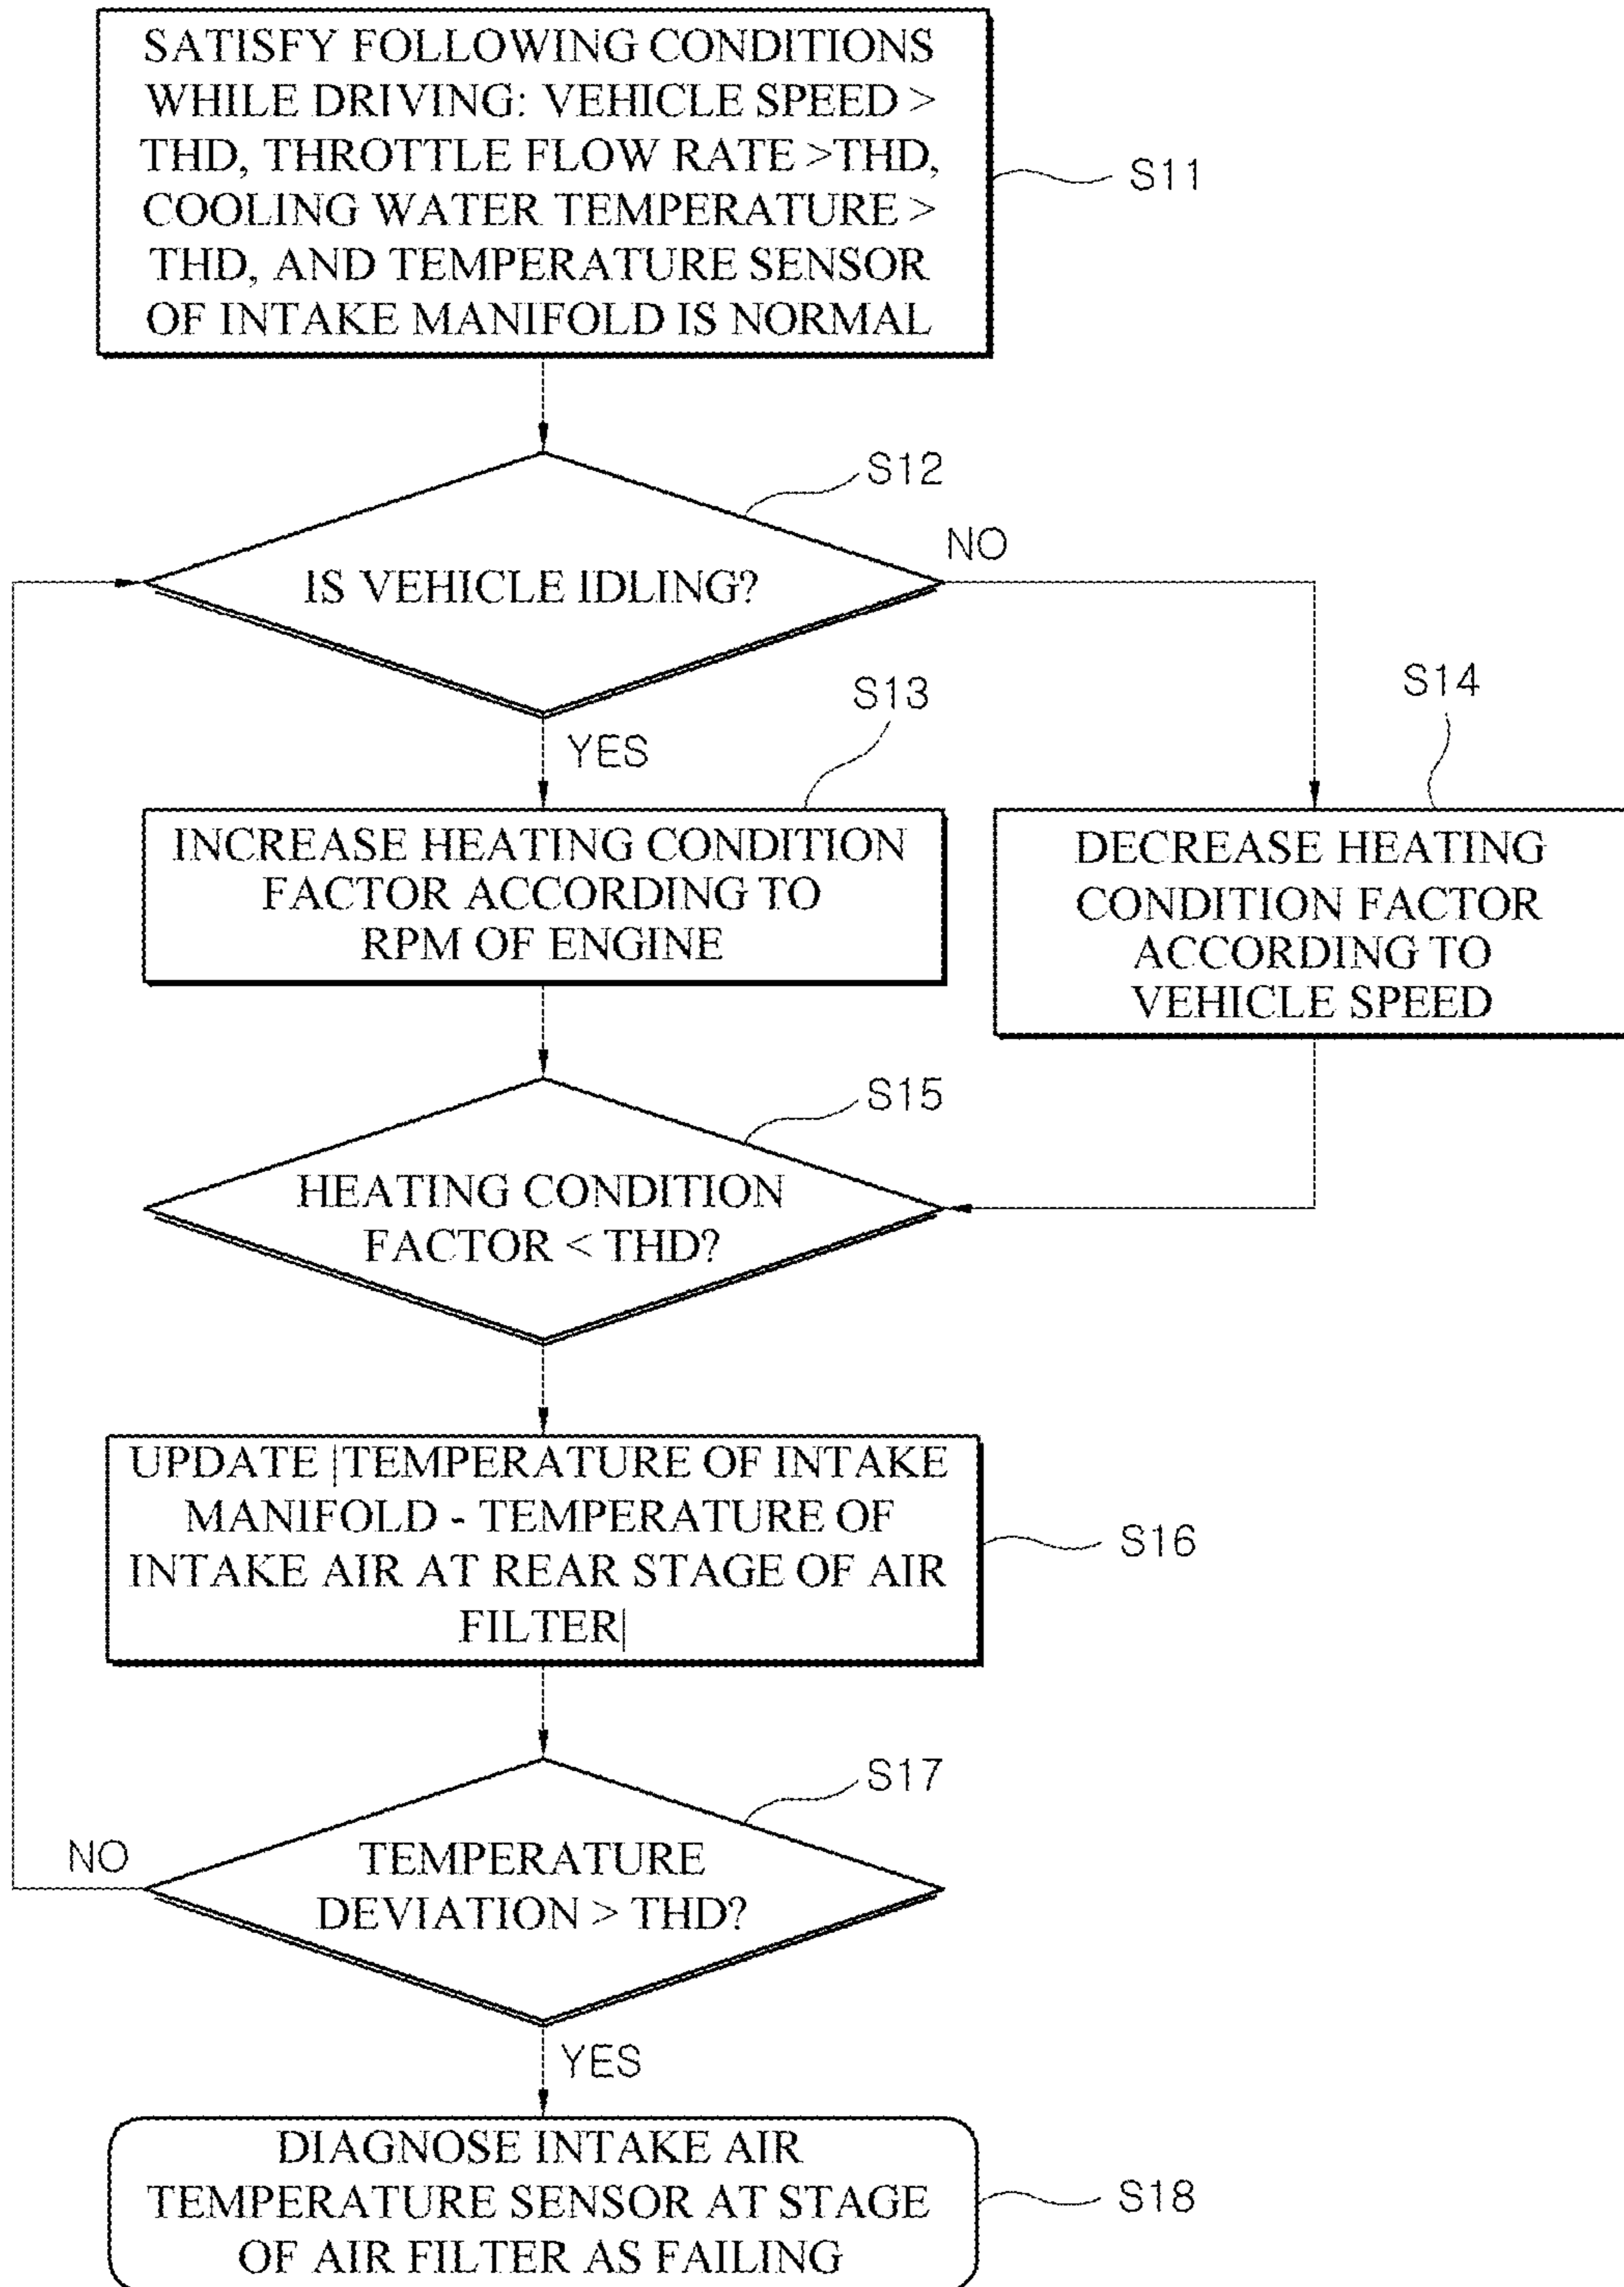 SATISFY FOLLOWING CONDITIONS
WHILE DRIVING: VEHICLE SPEED >
THD, THROTTLE FLOW RATE >THD,
COOLING WATER TEMPERATURE >
THD, AND TEMPERATURE SENSOR
OF INTAKE MANIFOLD IS NORMAL
S11
S12
IS VEHICLE IDLING?
NO
YES
S13
S14
INCREASE HEATING CONDITION
FACTOR ACCORDING TO
RPM OF ENGINE
DECREASE HEATING
CONDITION FACTOR
ACCORDING TO
VEHICLE SPEED
S15
HEATING CONDITION
FACTOR < THD?
UPDATE |TEMPERATURE OF INTAKE
MANIFOLD - TEMPERATURE OF
INTAKE AIR AT REAR STAGE OF AIR
FILTER|
S16
S17
NO
TEMPERATURE
DEVIATION > THD?
YES
DIAGNOSE INTAKE AIR
TEMPERATURE SENSOR AT STAGE
OF AIR FILTER AS FAILING
S18